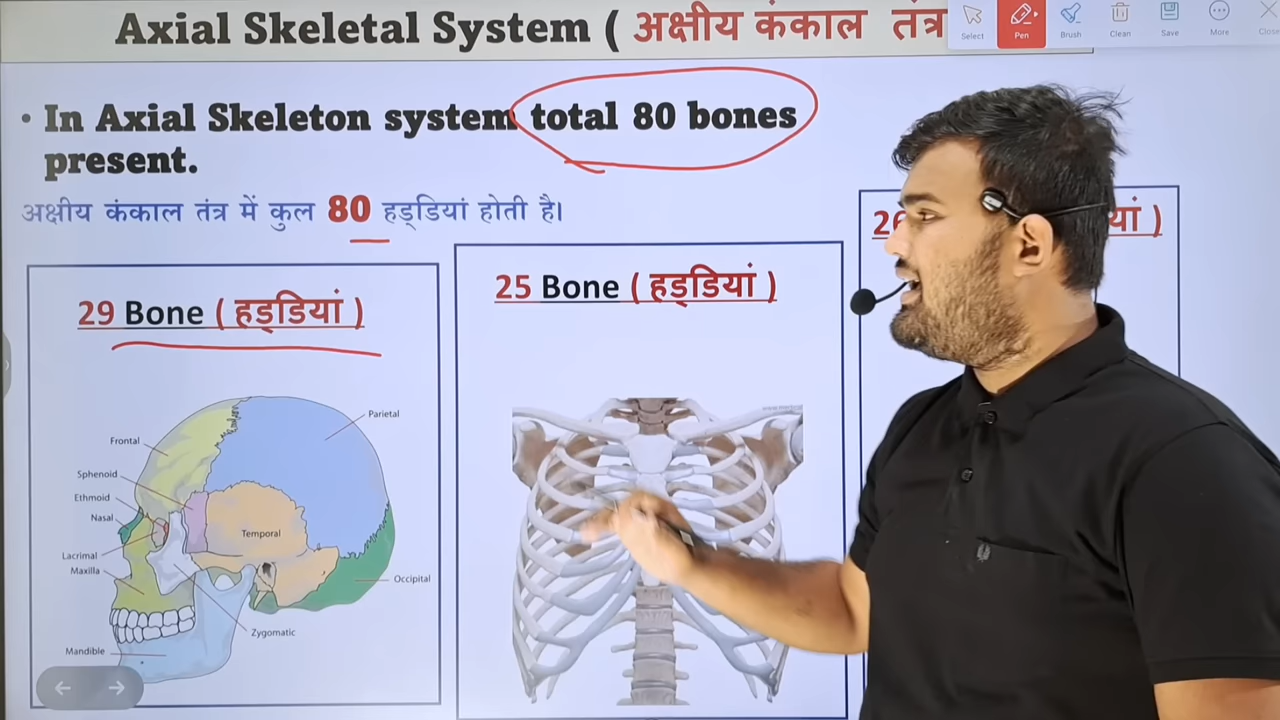 Axial Skeletal System ( अक्षीय कंकाल तंत्र
Select Pen Brush Clean Save More Close
• In Axial Skeleton system total 80 bones
present.
अक्षीय कंकाल तंत्र में कुल 80 हड्डियां होती है।
29 Bone ( हड्डियां )
25 Bone ( हड्डियां )
26
यां )
Parietal
Frontal
Sphenoid
Ethmoid
Nasal
Temporal
Lacrimal
Maxilla
Occipital
Zygomatic
Mandible